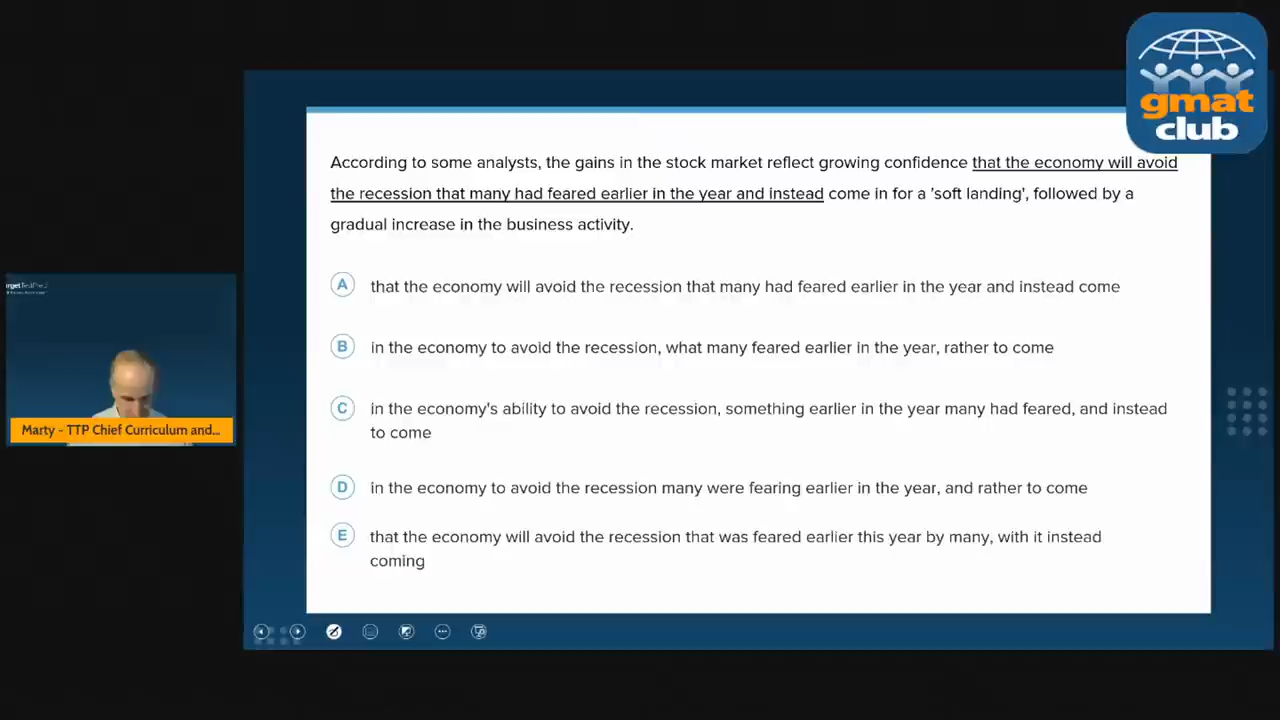 gmat
club
According to some analysts, the gains in the stock market reflect growing confidence that the economy will avoid
the recession that many had feared earlier in the year and instead come in for a 'soft landing', followed by a
gradual increase in the business activity.
A that the economy will avoid the recession that many had feared earlier in the year and instead come
B in the economy to avoid the recession, what many feared earlier in the year, rather to come
C in the economy's ability to avoid the recession, something earlier in the year many had feared, and instead
to come
D in the economy to avoid the recession many were fearing earlier in the year, and rather to come
E that the economy will avoid the recession that was feared earlier this year by many, with it instead
coming
Marty - TTP Chief Curriculum and...